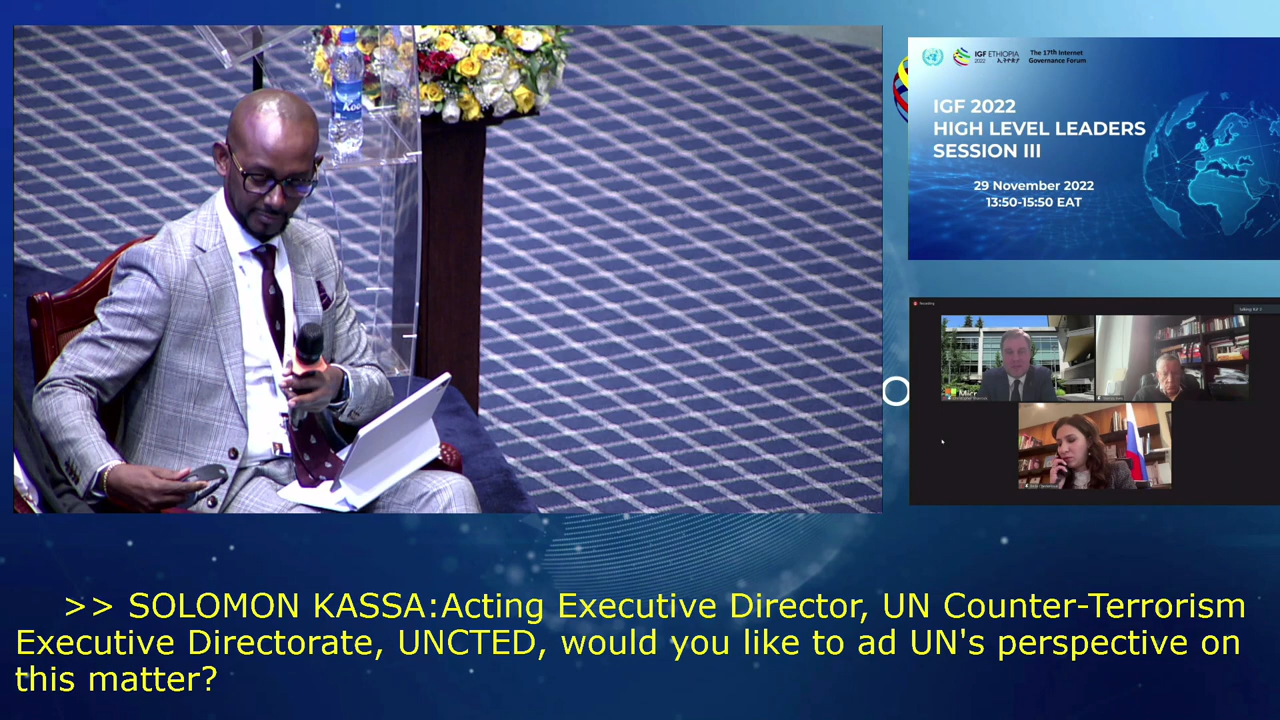 IGF ETHIOPIA
2022 ኢትዮጵያ
The 17th Internet
Governance Forum
IGF 2022
HIGH LEVEL LEADERS
SESSION III
29 November 2022
13:50-15:50 EAT
O
Recording
>> SOLOMON KASSA:Acting Executive Director, UN Counter-Terrorism
Executive Directorate, UNCTED, would you like to ad UN's perspective on
this matter?